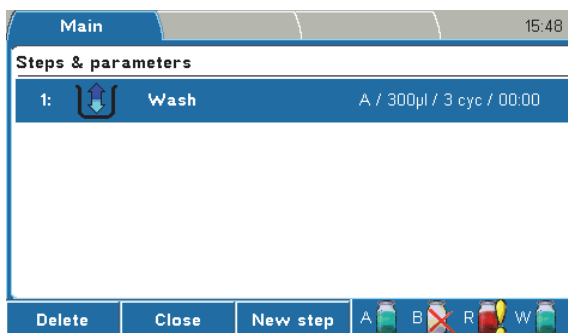 Main 15:48
Steps & parameters
1: Wash A / 300µl / 3 cyc / 00:00
Delete Close New step A B R W